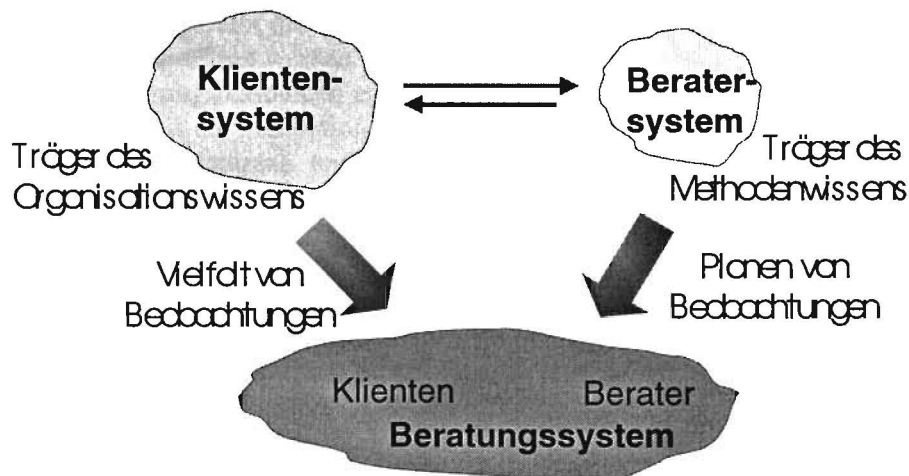 Klienten-
system
Berater-
system
Träger des
Organisationswissens
Träger des
Methodenwissens
Vielfalt von
Beobachtungen
Planen von
Beobachtungen
Klienten
Berater
Beratungssystem